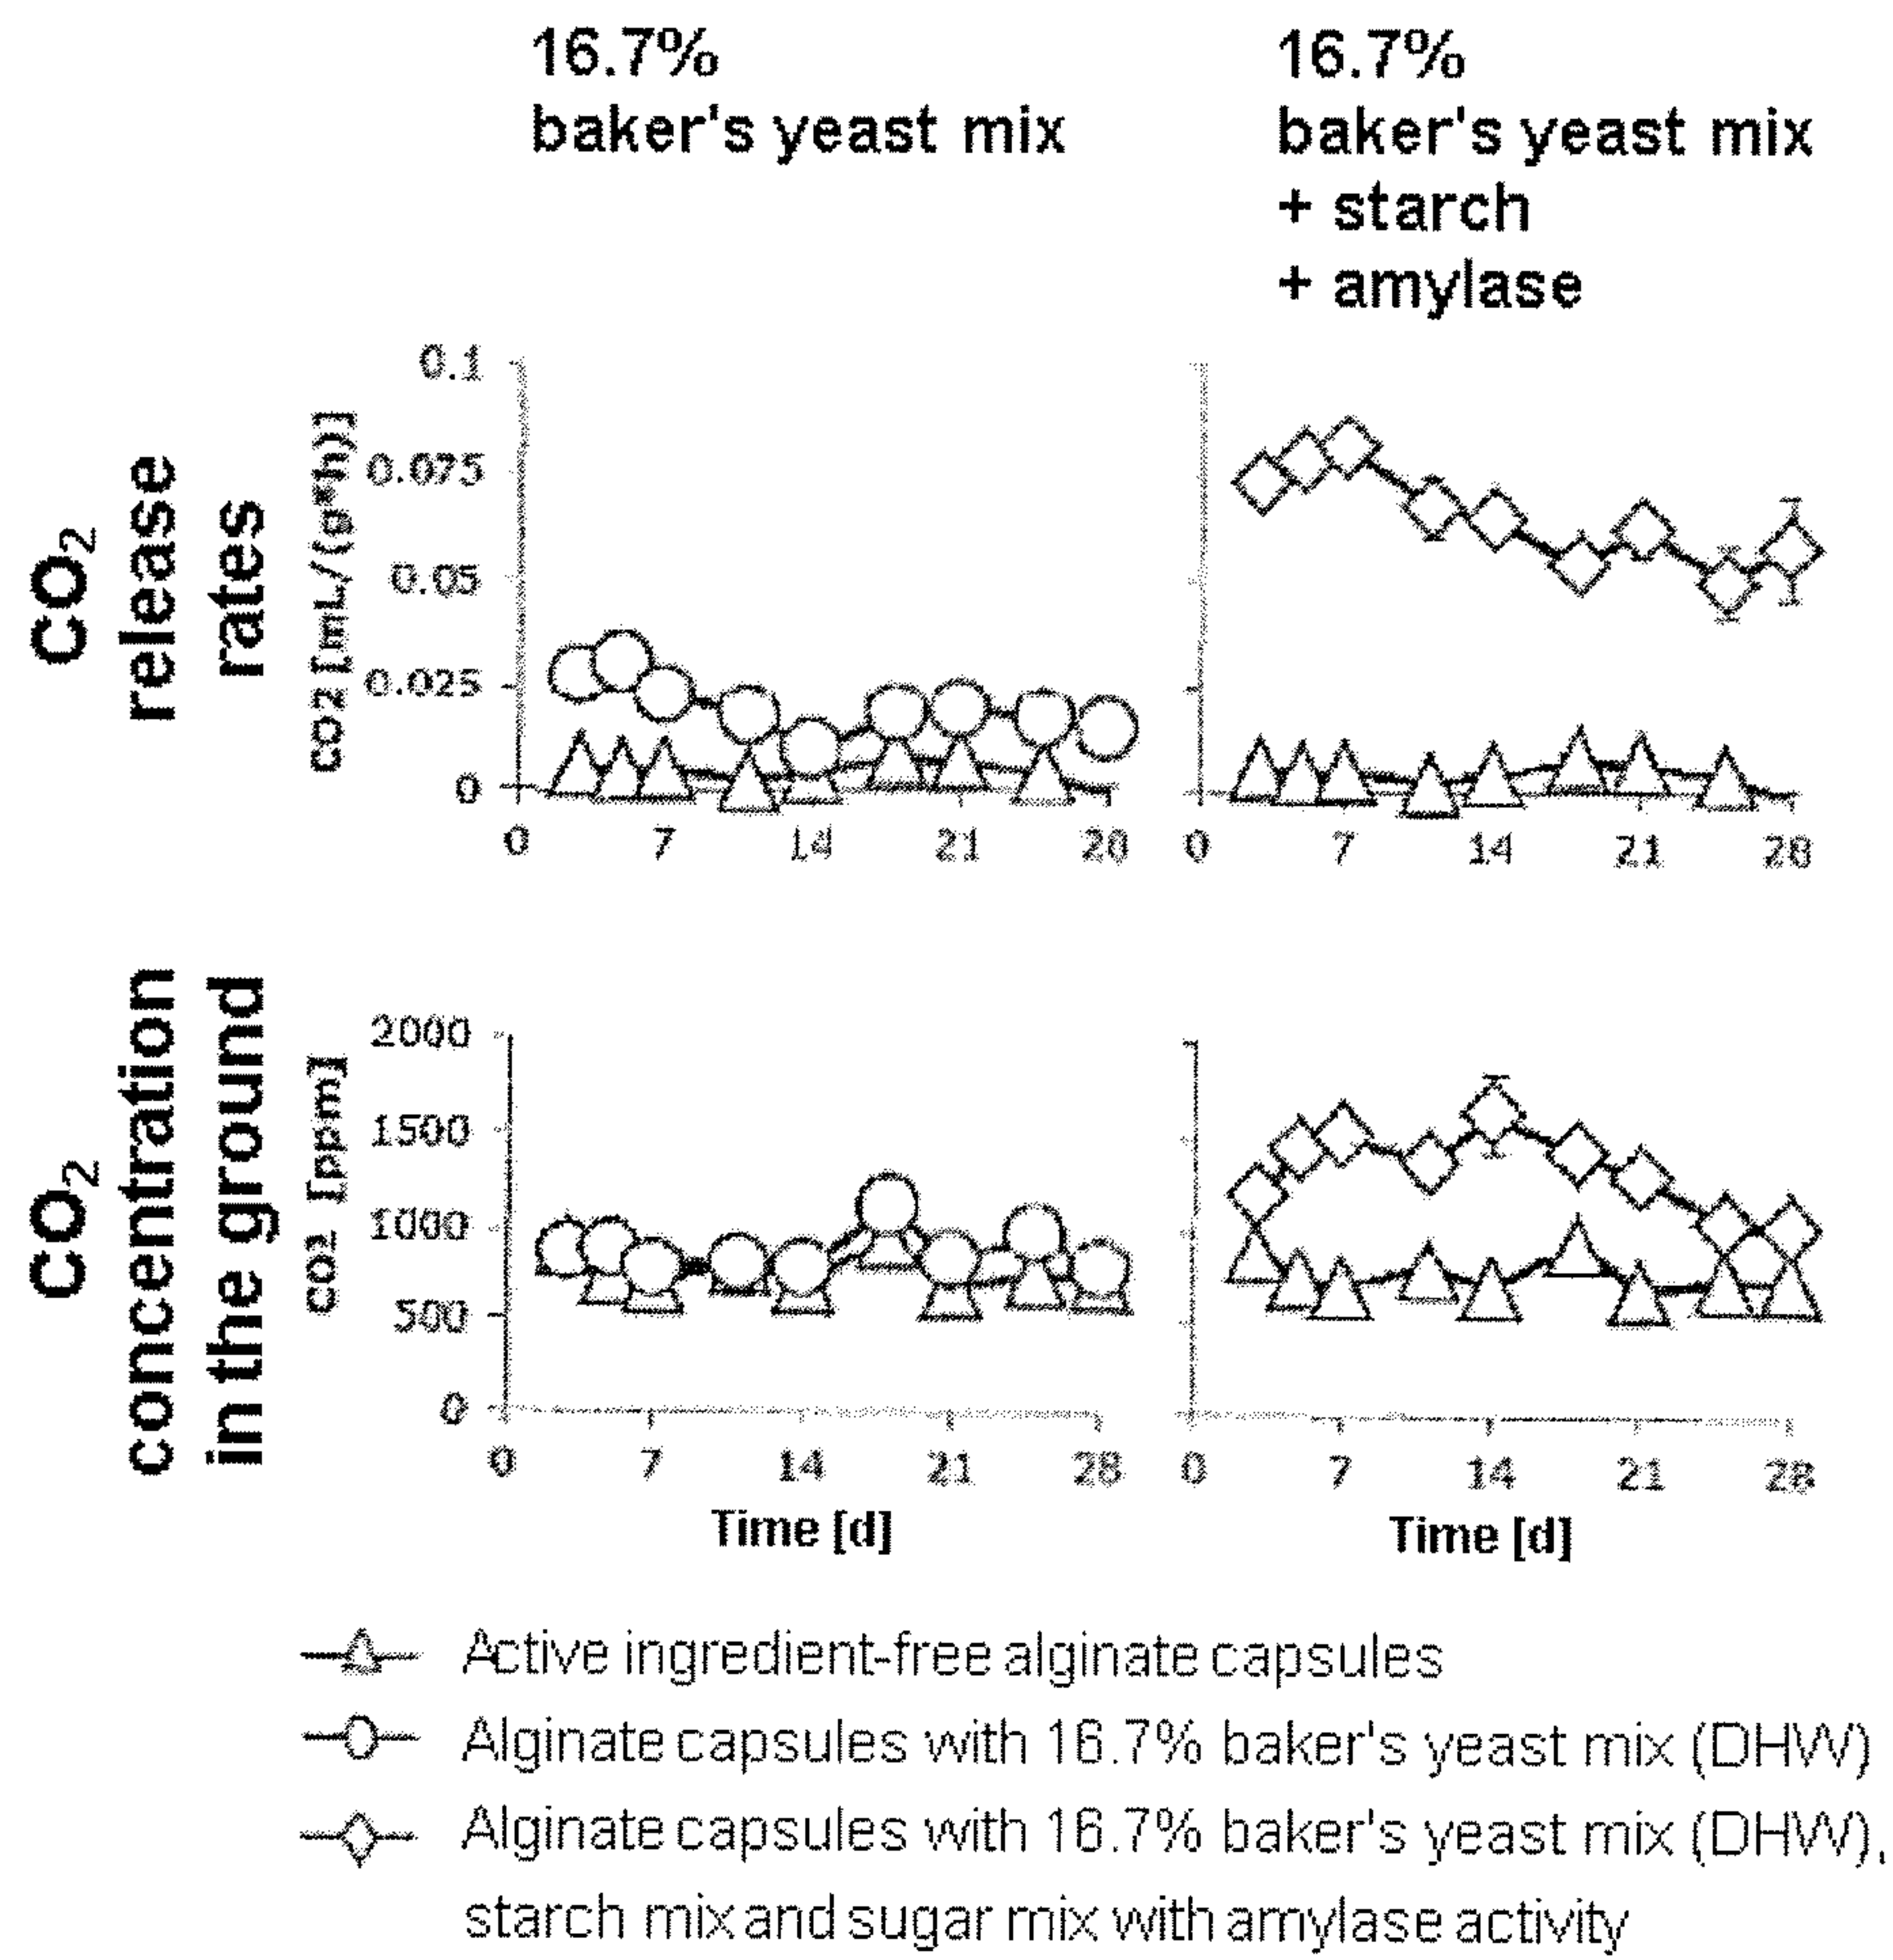 16.7%
baker's yeast mix
16.7%
baker's yeast mix
+ starch
+ amylase
CO₂
release
rates
CO2 [mL/(g*h)]
0.1
0.075
0.05
0.025
0
0 7 14 21 28
0 7 14 21 28
CO₂
concentration
in the ground
CO2 [ppm]
2000
1500
1000
500
0
0 7 14 21 28
0 7 14 21 28
Time [d]
Time [d]
Active ingredient-free alginate capsules
Alginate capsules with 16.7% baker's yeast mix (DHW)
Alginate capsules with 16.7% baker's yeast mix (DHW),
starch mix and sugar mix with amylase activity